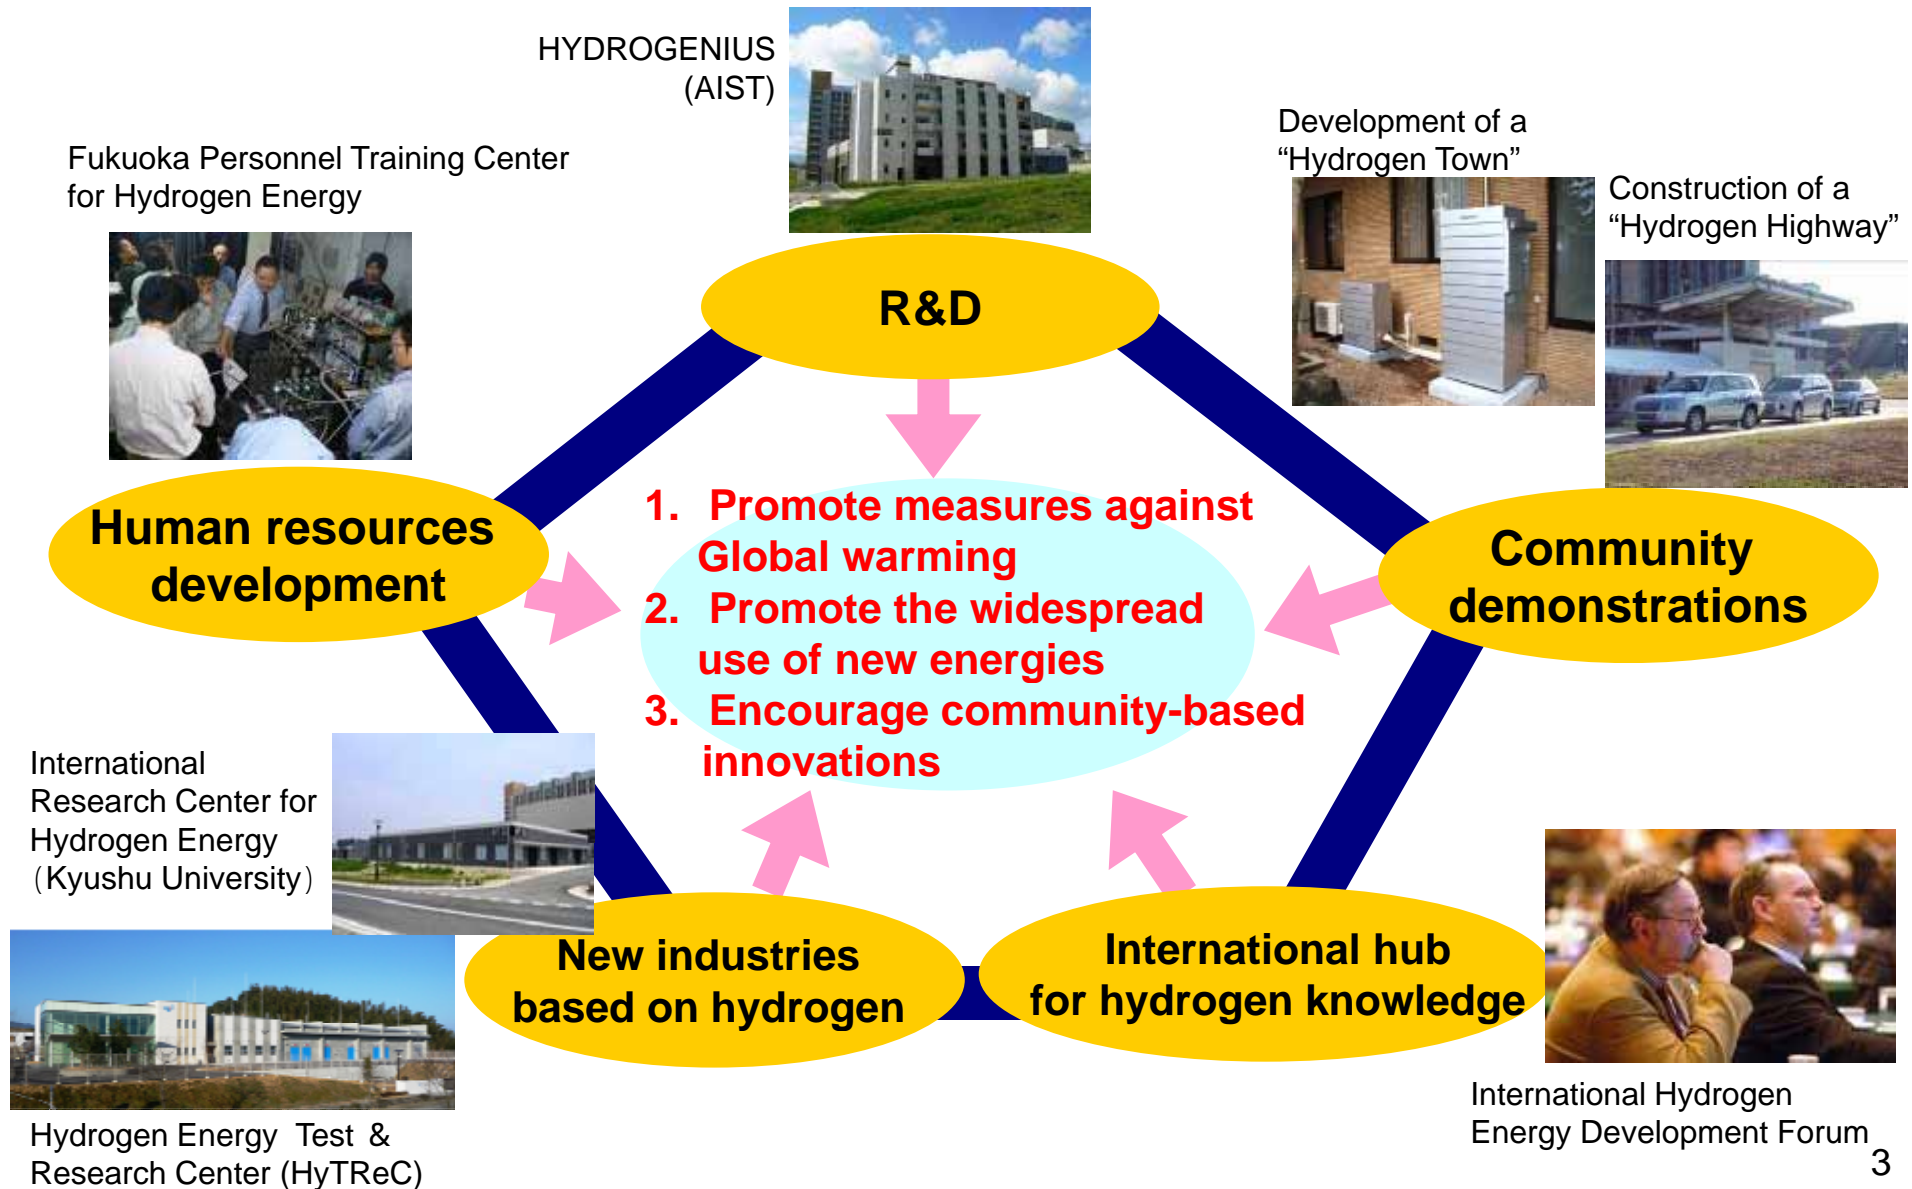 HYDROGENIUS
(AIST)
Fukuoka Personnel Training Center
for Hydrogen Energy
Development of a
“Hydrogen Town”
Construction of a
“Hydrogen Highway”
R&D
Human resources
development
Community
demonstrations
1. Promote measures against
Global warming
2. Promote the widespread
use of new energies
3. Encourage community-based
innovations
International
Research Center for
Hydrogen Energy
(Kyushu University)
New industries
based on hydrogen
International hub
for hydrogen knowledge
Hydrogen Energy Test &
Research Center (HyTReC)
International Hydrogen
Energy Development Forum
3